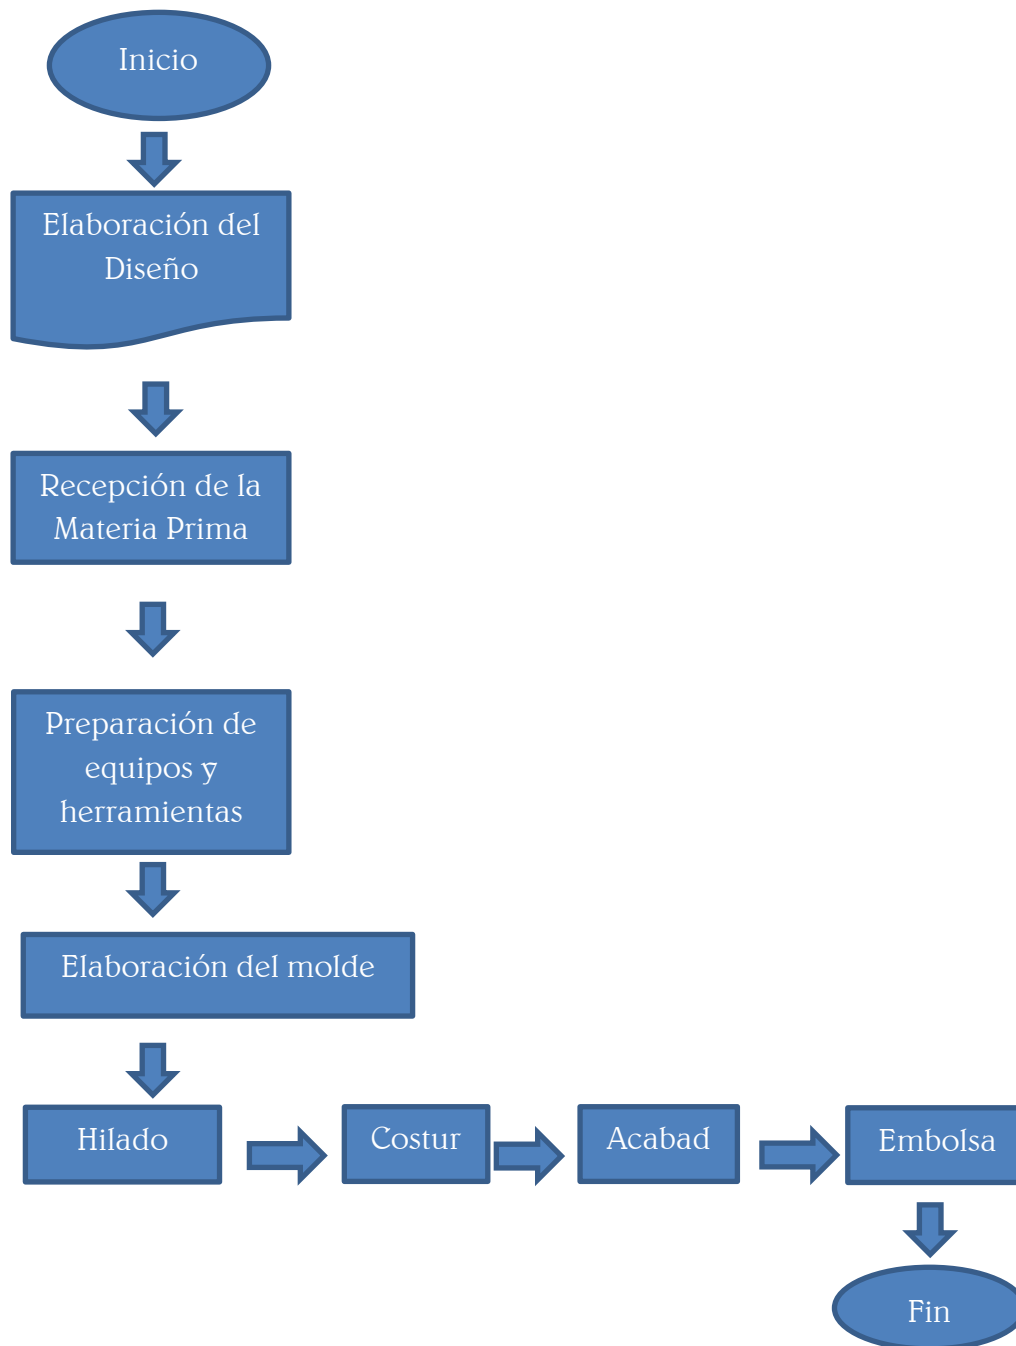 Inicio
Elaboración del
Diseño
Recepción de la
Materia Prima
Preparación de
equipos y
herramientas
Elaboración del molde
Hilado
Costur
Acabad
Embolsa
Fin